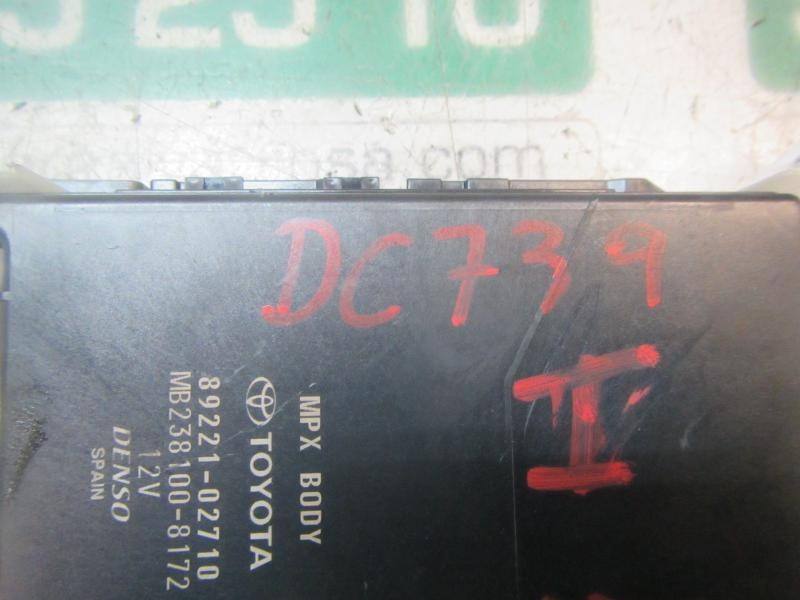 DC739
I
MPX BODY
TOYOTA
89221-02710
MB238100-8172
12V
DENSO
SPAIN